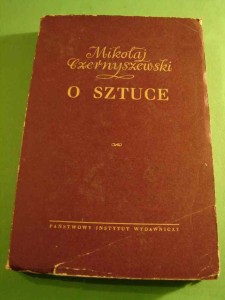 Mikołaj
Czernyszewski
O SZTUCE
PAŃSTWOWY INSTYTUT WYDAWNICZY